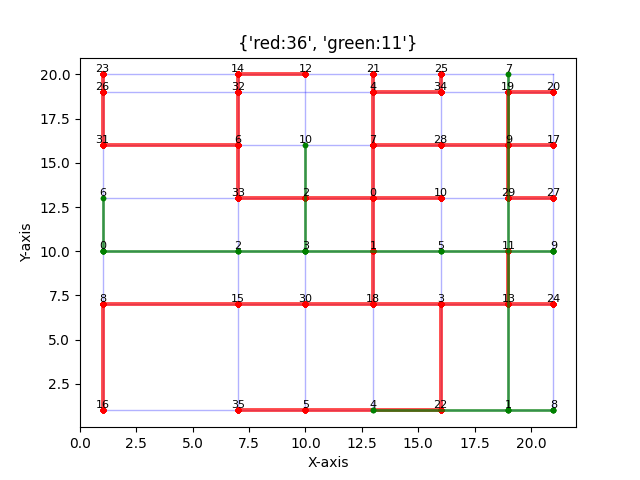 {'red:36', 'green:11'}
20.0
23 14 12 21 25 7
26 32 4 34 19 20
17.5
31 6 10 7 28 9 17
15.0
6 33 2 0 10 29 27
12.5
10.0
0 2 3 1 5 11 9
7.5
8 15 30 18 3 13 24
5.0
2.5
16 35 5 4 22 1 8
0.0 2.5 5.0 7.5 10.0 12.5 15.0 17.5 20.0
X-axis
Y-axis